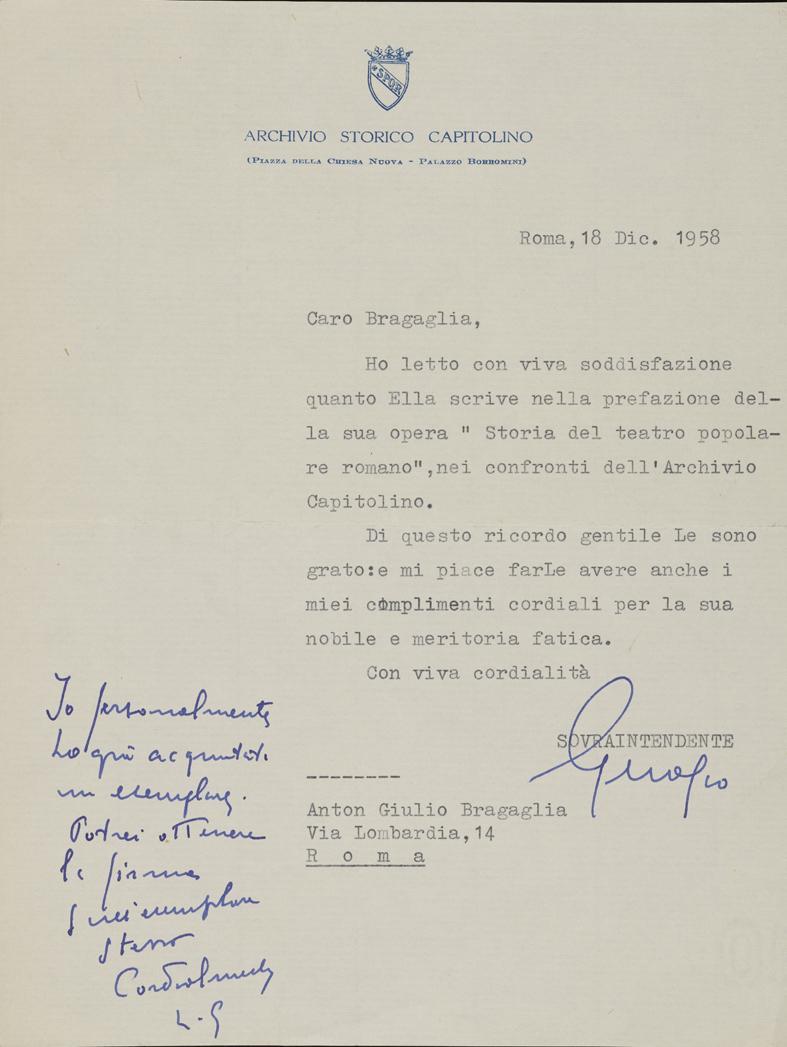 SPQR
ARCHIVIO STORICO CAPITOLINO
(PIAZZA DELLA CHIESA NUOVA - PALAZZO BORROMINI)
Roma, 18 Dic. 1958
Caro Bragaglia,
Ho letto con viva soddisfazione
quanto Ella scrive nella prefazione del-
la sua opera " Storia del teatro popola-
re romano",nei confronti dell'Archivio
Capitolino.
Di questo ricordo gentile Le sono
grato:e mi piace farLe avere anche i
miei complimenti cordiali per la sua
nobile e meritoria fatica.
Con viva cordialità
SOVRAINTENDENTE
--------
Anton Giulio Bragaglia
Via Lombardia,14
R o m a
Io personalmente
ho già acquistato
un esemplare.
Potrei ottenere
la firma
sull'esemplare
stesso
Cordialmente
L. G